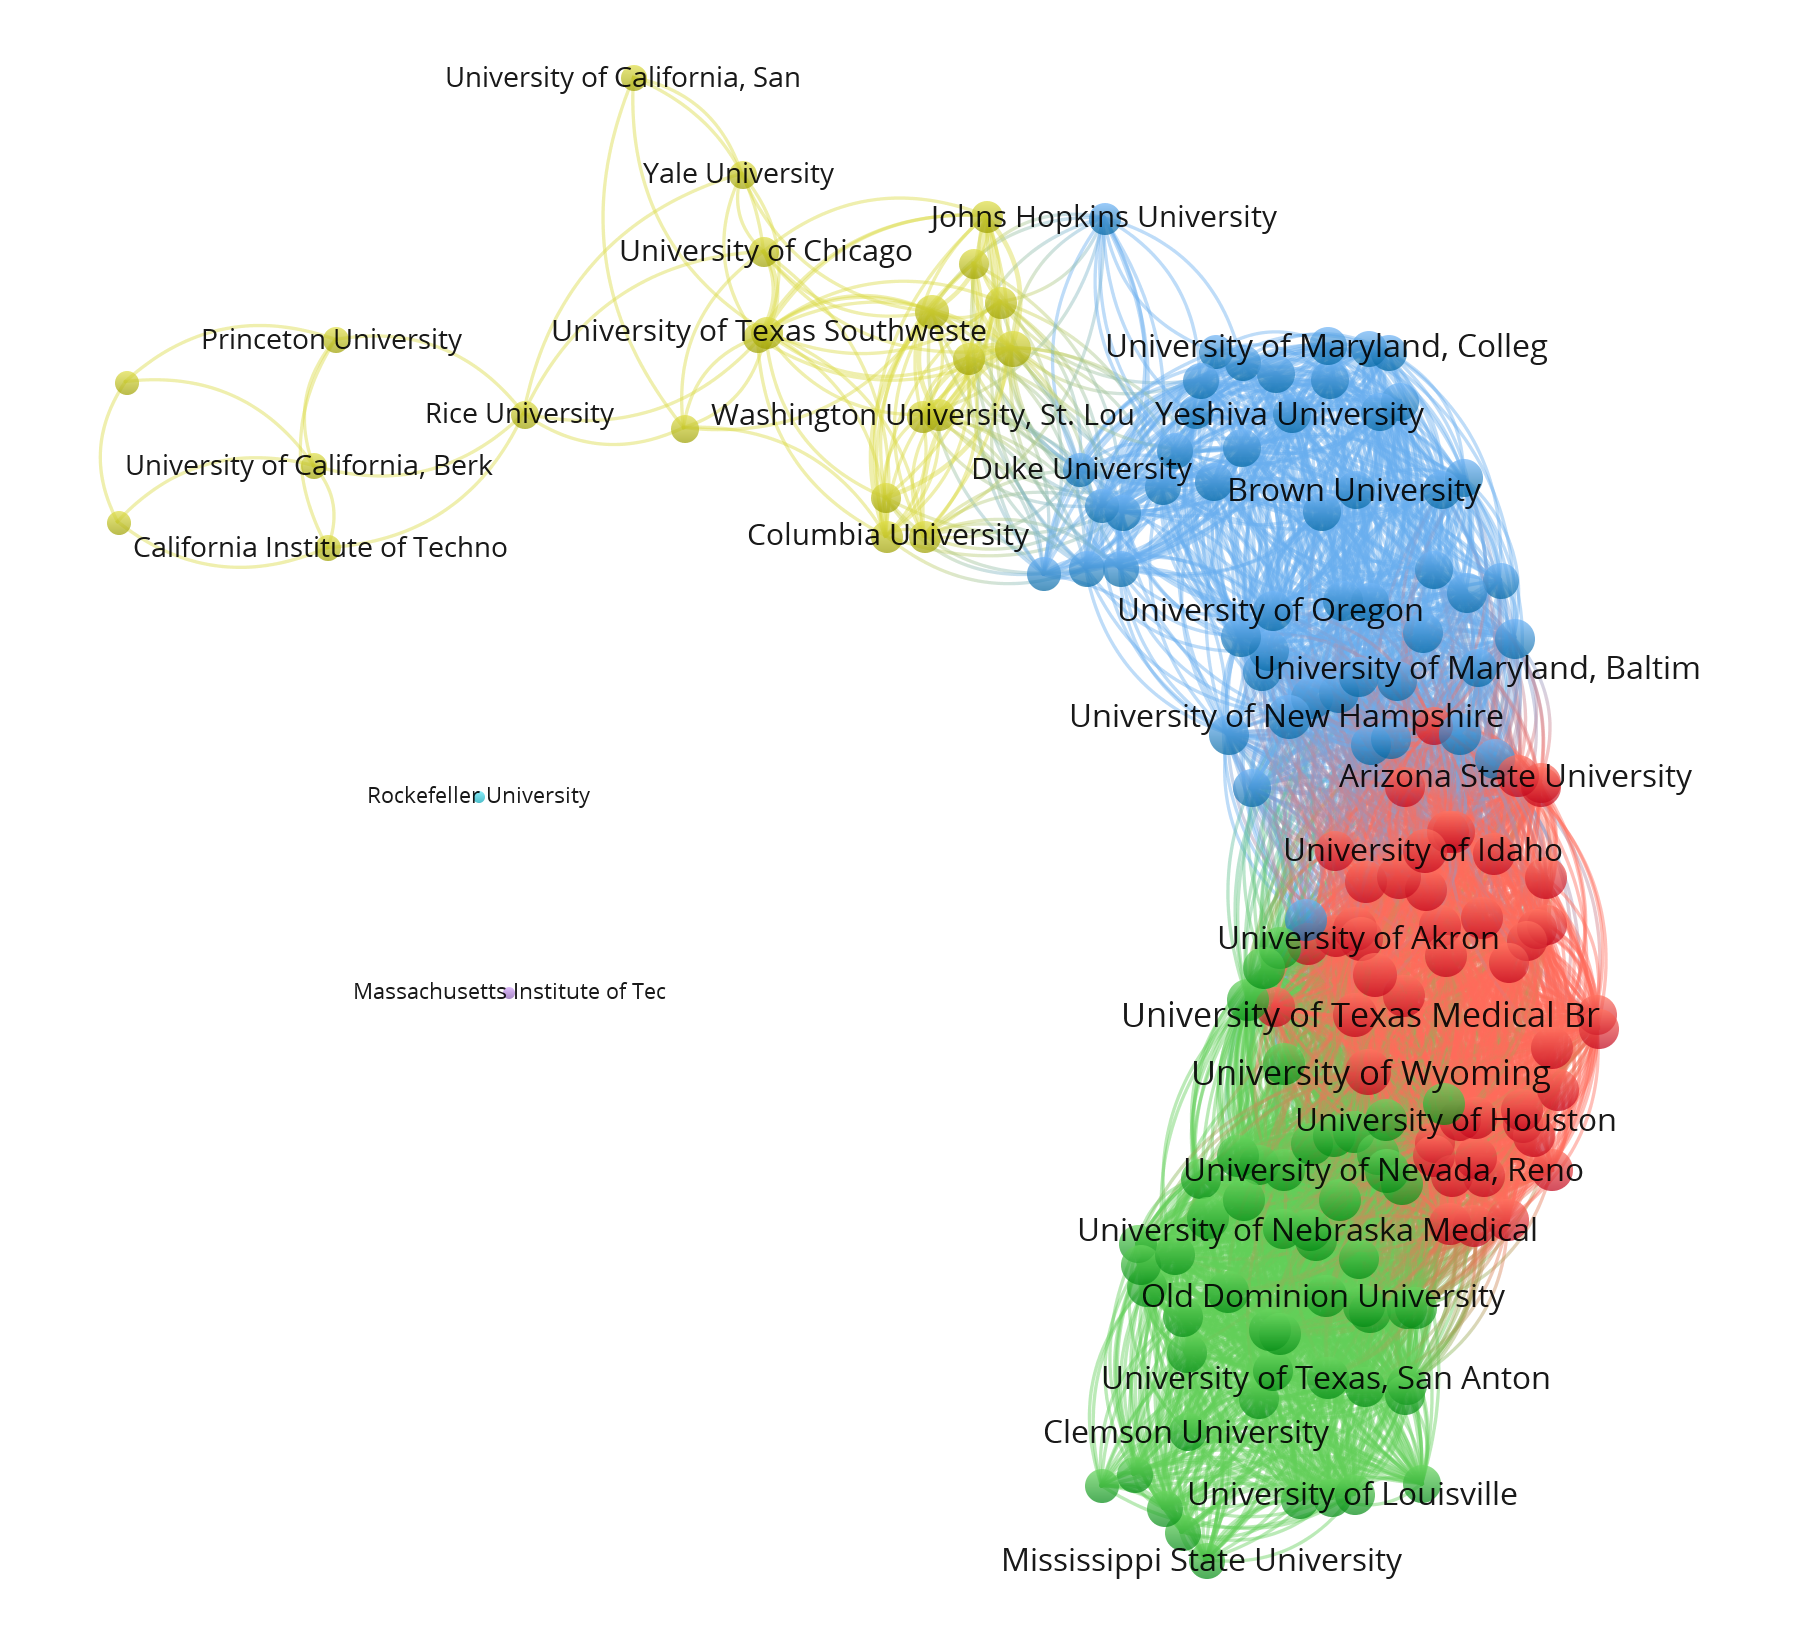 University of California, San
Yale University
Johns Hopkins University
University of Chicago
University of Texas Southweste
Princeton University
University of Maryland, Colleg
Rice University
Washington University, St. Lou
Yeshiva University
University of California, Berk
Duke University
Brown University
Columbia University
California Institute of Techno
University of Oregon
University of Maryland, Baltim
University of New Hampshire
Arizona State University
Rockefeller University
University of Idaho
University of Akron
Massachusetts Institute of Tec
University of Texas Medical Br
University of Wyoming
University of Houston
University of Nevada, Reno
University of Nebraska Medical
Old Dominion University
University of Texas, San Anton
Clemson University
University of Louisville
Mississippi State University